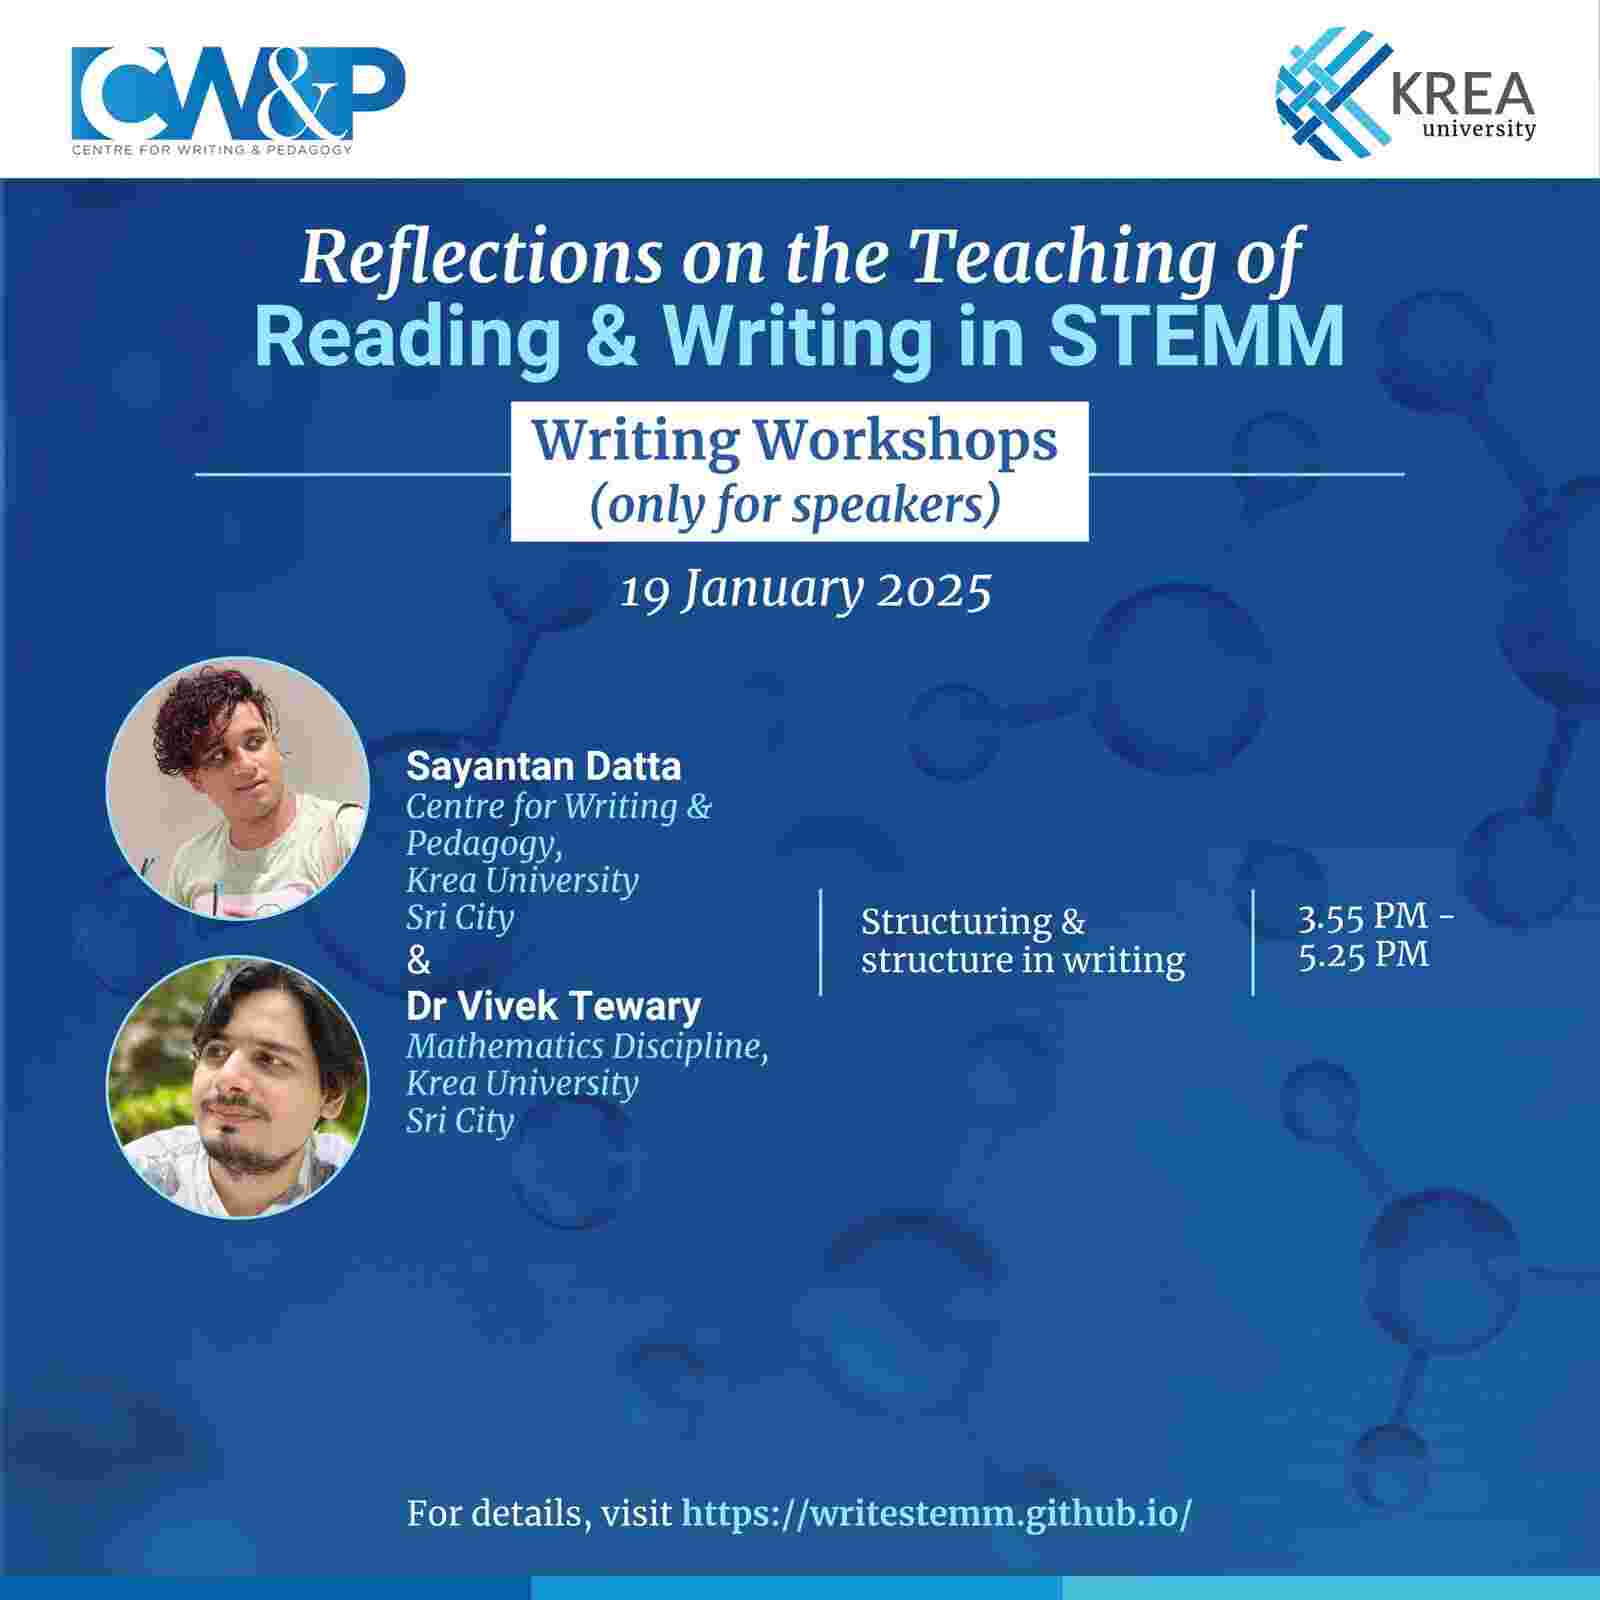 CW&P
CENTRE FOR WRITING & PEDAGOGY
KREA
university
Reflections on the Teaching of
Reading & Writing in STEMM
Writing Workshops
(only for speakers)
19 January 2025
Sayantan Datta
Centre for Writing &
Pedagogy,
Krea University
Sri City
&
Dr Vivek Tewary
Mathematics Discipline,
Krea University
Sri City
Structuring &
structure in writing
3.55 PM -
5.25 PM
For details, visit https://writestemm.github.io/